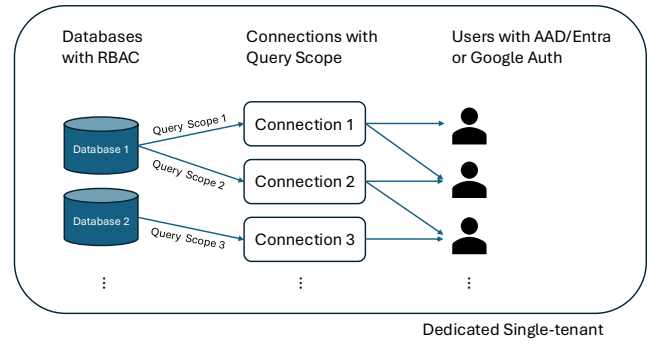 Databases
with RBAC
Connections with
Query Scope
Users with AAD/Entra
or Google Auth
Database 1
Query Scope 1
Query Scope 2
Connection 1
Connection 2
Database 2
Query Scope 3
Connection 3
⋮ ⋮ ⋮
Dedicated Single-tenant